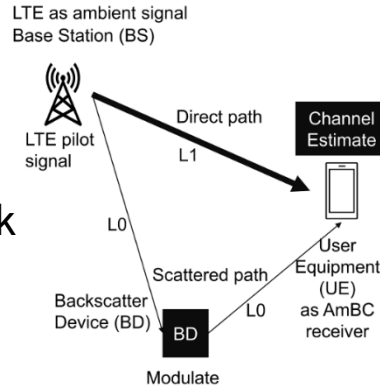 LTE as ambient signal
Base Station (BS)
Direct path
Channel
Estimate
LTE pilot
signal
L1
k
L0
User
Equipment
(UE)
as AmBC
receiver
Scattered path
L0
Backscatter
Device (BD)
BD
Modulate